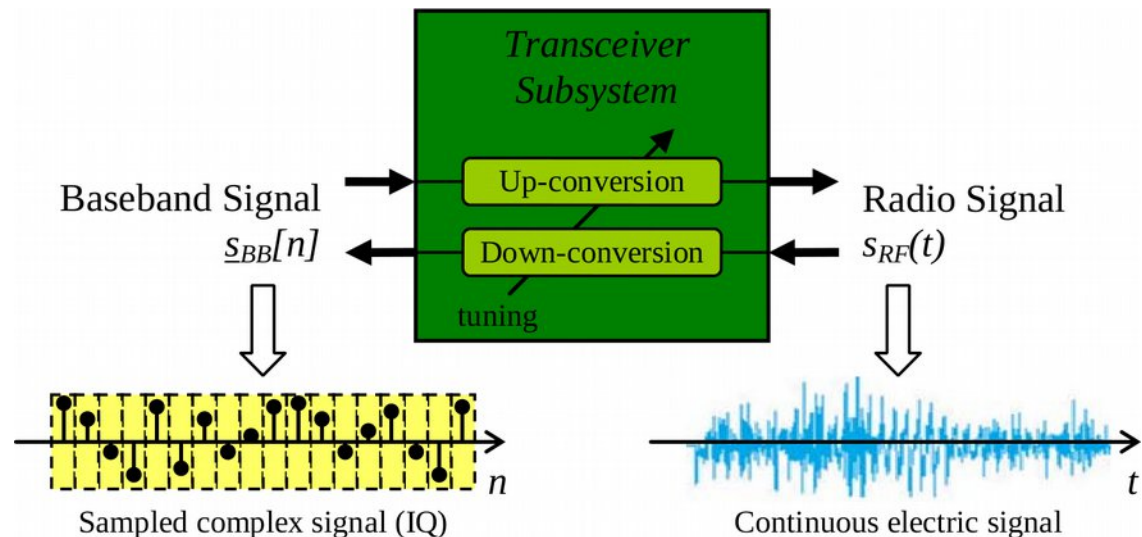 Transceiver
Subsystem
Up-conversion
Baseband Signal
Radio Signal
s_BB[n]
Down-conversion
s_RF(t)
tuning
n
t
Sampled complex signal (IQ)
Continuous electric signal